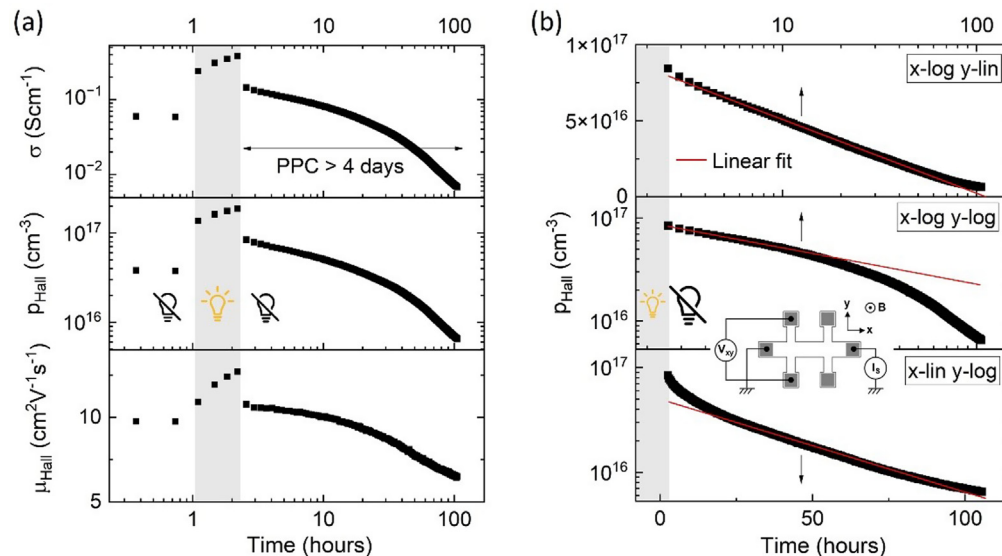 (a)
1 10 100
σ (Scm⁻¹)
10⁻¹
10⁻²
PPC > 4 days
p_Hall (cm⁻³)
10¹⁷
10¹⁶
μ_Hall (cm²V⁻¹s⁻¹)
10
5
1 10 100
Time (hours)
(b)
10 100
1×10¹⁷
5×10¹⁶
0
x-log y-lin
Linear fit
p_Hall (cm⁻³)
10¹⁷
10¹⁶
x-log y-log
V_xy
y
x
B
I_S
10¹⁷
10¹⁶
x-lin y-log
0 50 100
Time (hours)